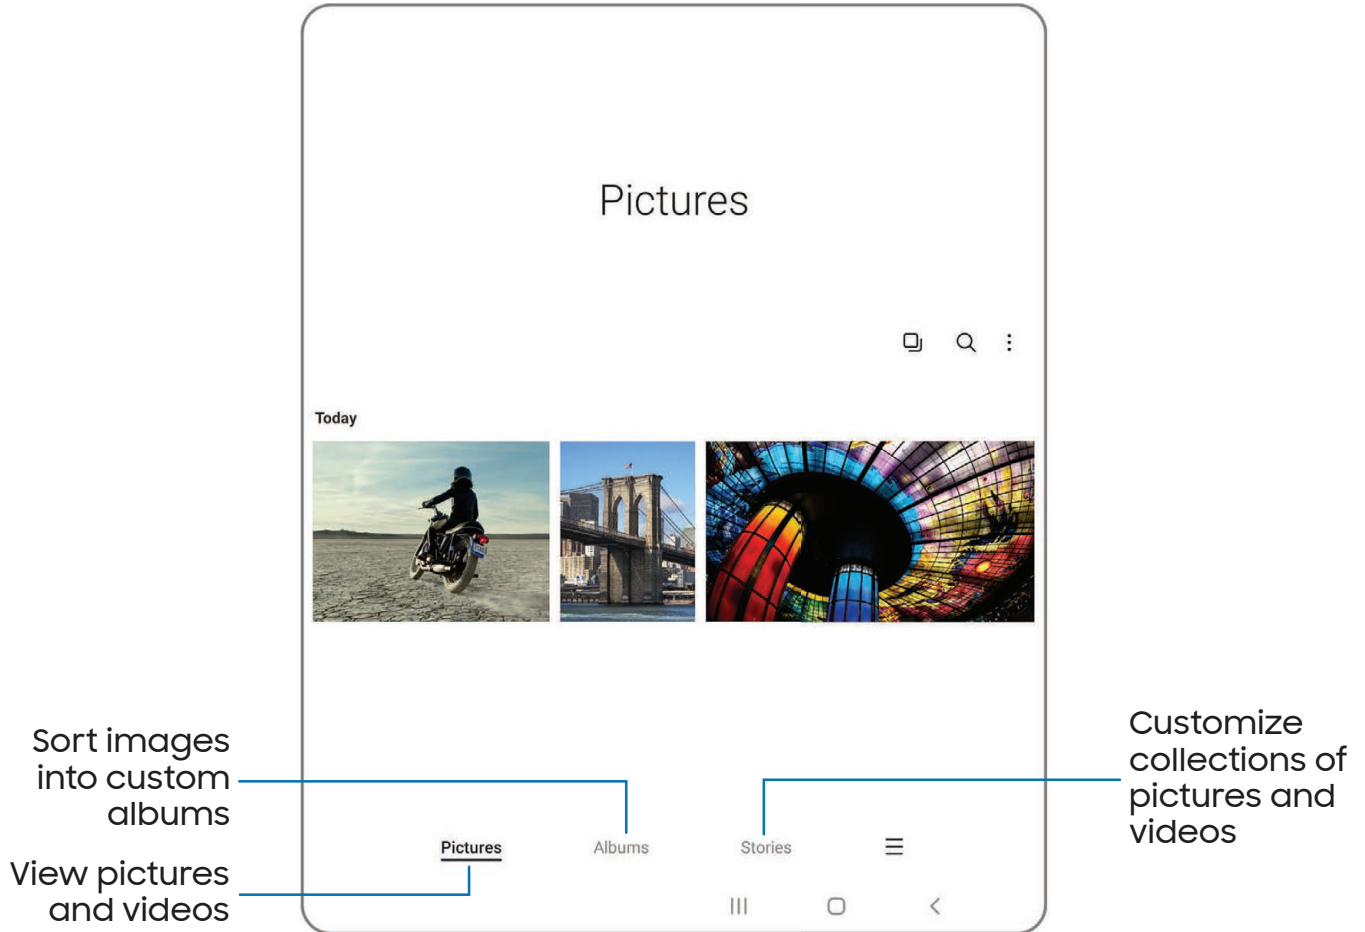 Pictures
Today
Sort images
into custom
albums
Customize
collections of
pictures and
videos
Pictures
Albums
Stories
View pictures
and videos